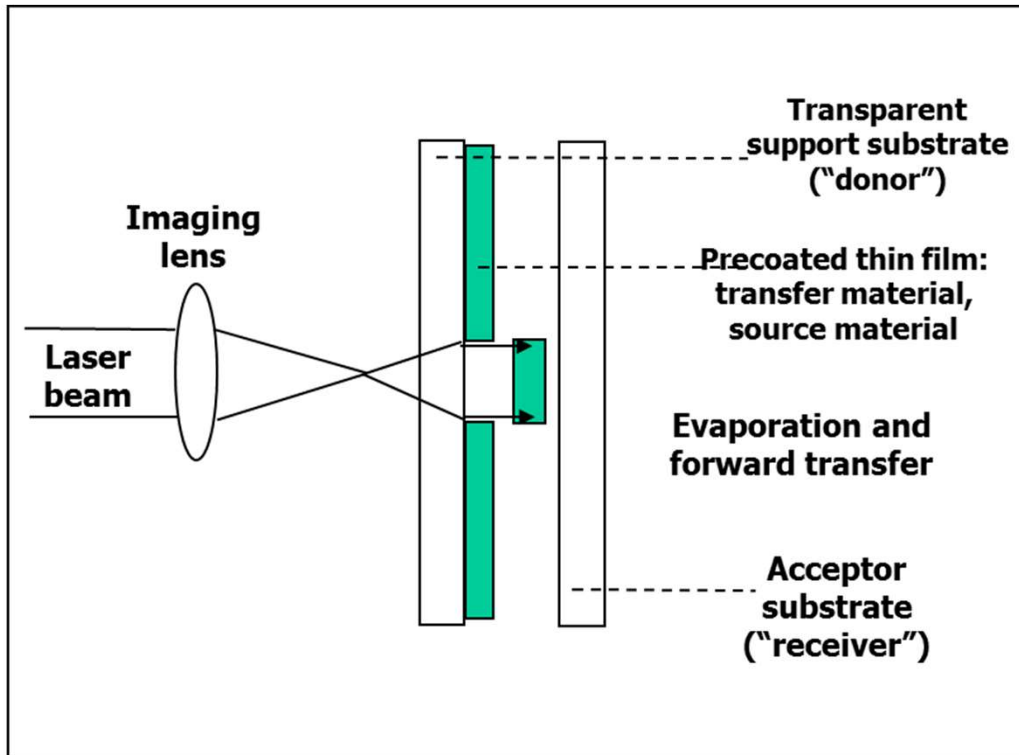 Transparent
support substrate
(“donor”)
Imaging
lens
Precoated thin film:
transfer material,
source material
Laser
beam
Evaporation and
forward transfer
Acceptor
substrate
(“receiver”)